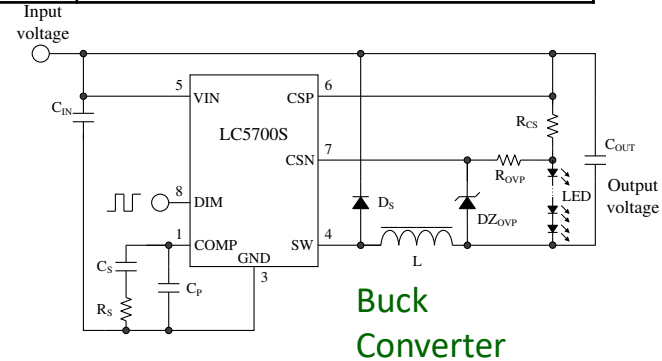 Input
voltage
5
VIN
CSP
6
C_IN
R_CS
LC5700S
7
CSN
C_OUT
R_OVP
8
DIM
LED
Output
voltage
D_S
DZ_OVP
1
COMP
SW
4
GND
3
L
C_S
C_P
R_S
Buck
Converter